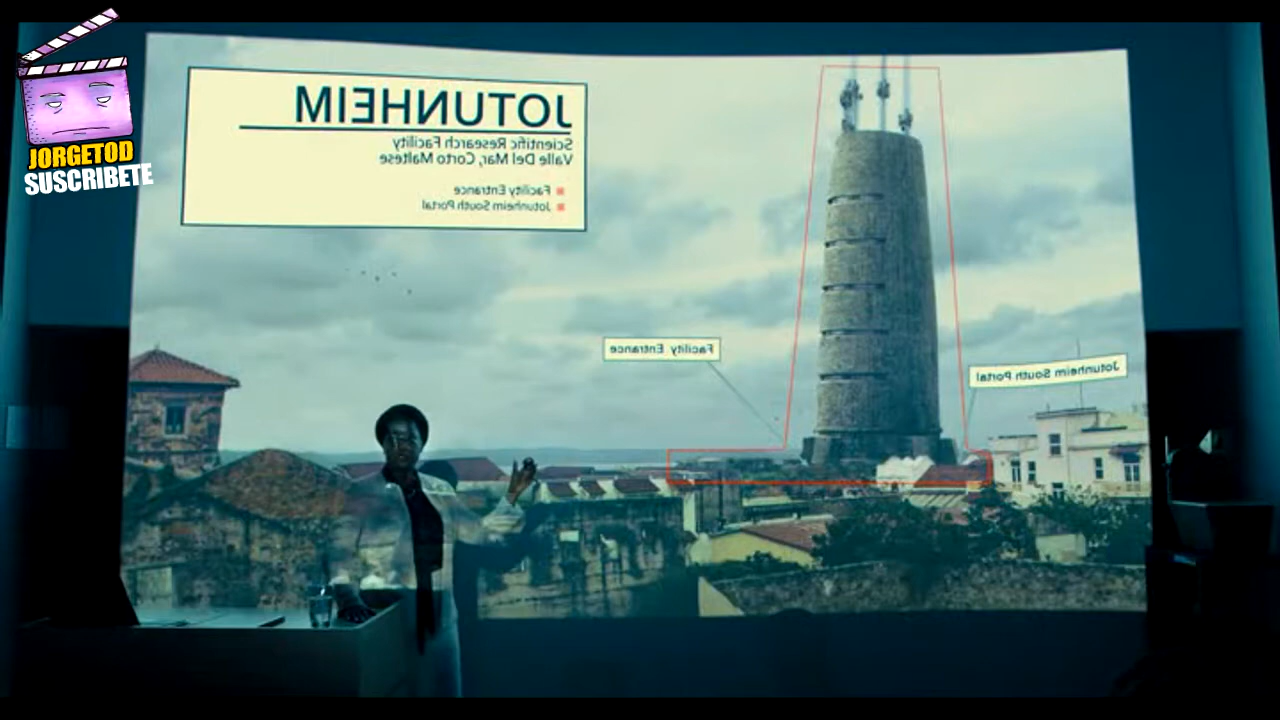 JORGETOD
SUSCRIBETE
JOTUNHEIM
Scientific Research Facility
Valle Del Mar, Corto Maltese
Facility Entrance
Jotunheim South Portal
Facility Entrance
Jotunheim South Portal